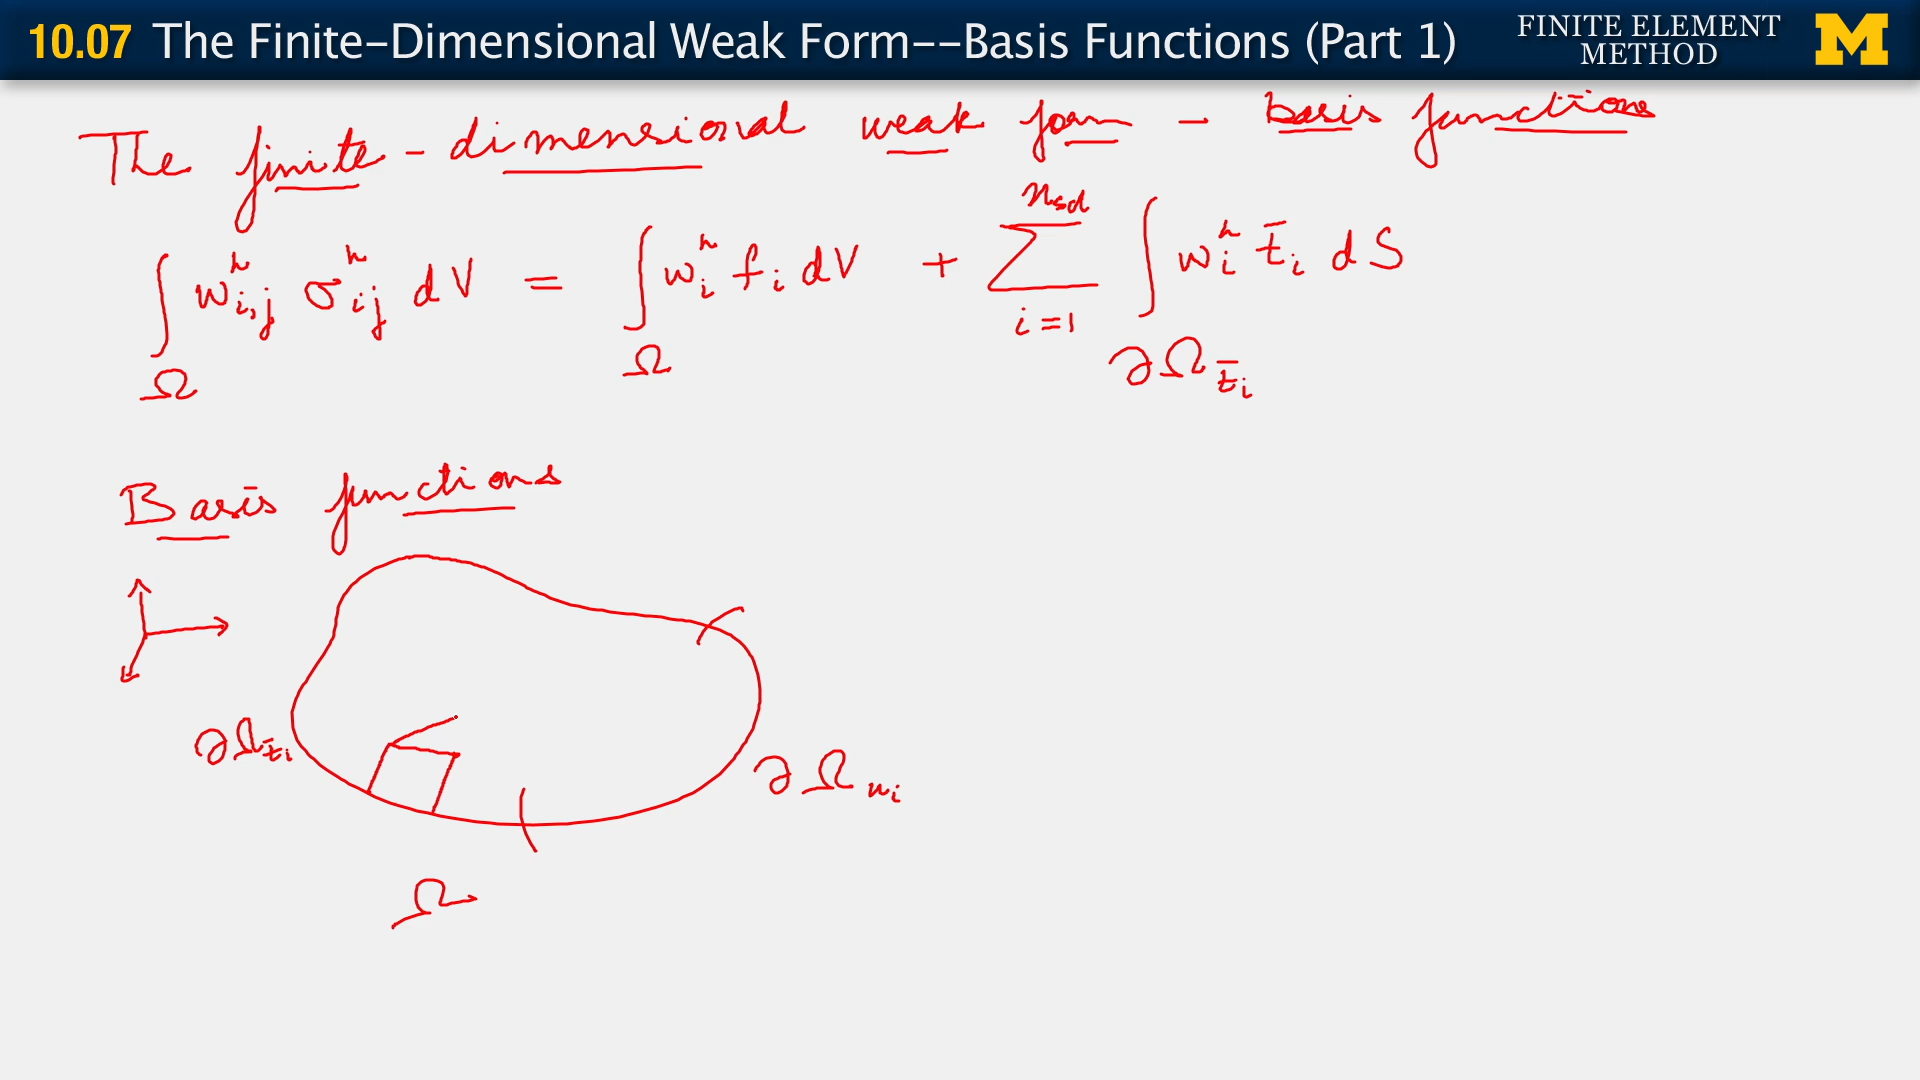 10.07 The Finite-Dimensional Weak Form--Basis Functions (Part 1)
FINITE ELEMENT
METHOD
M
The finite-dimensional weak form - basis functions
∫_Ω w^h_{i,j} σ^h_{ij} dV = ∫_Ω w^h_i f_i dV + Σ_{i=1}^{n_sd} ∫_{∂Ω_{t̄_i}} w^h_i t̄_i dS
Basis functions
∂Ω_{t̄_i}
∂Ω_{u_i}
Ω